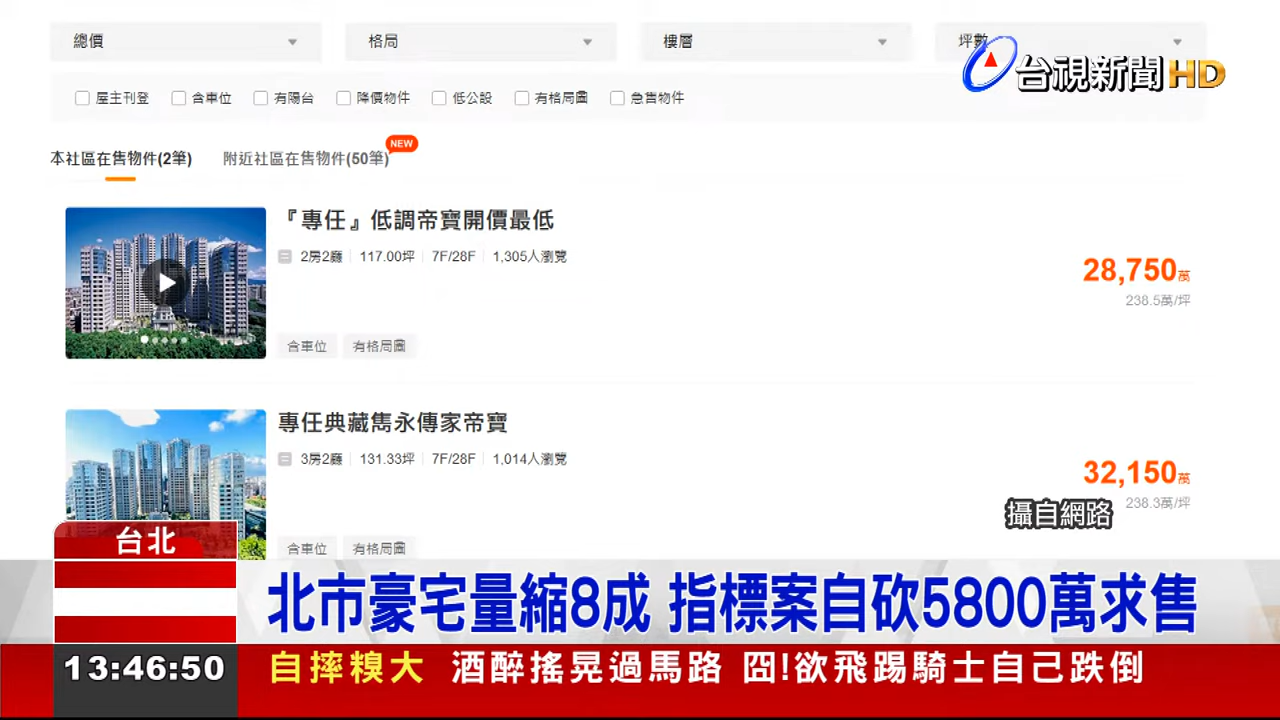 總價 格局 樓層 坪數
台視新聞HD
屋主刊登 含車位 有陽台 降價物件 低公設 有格局圖 急售物件
本社區在售物件(2筆) 附近社區在售物件(50筆) NEW
『專任』低調帝寶開價最低
2房2廳 117.00坪 7F/28F 1,305人瀏覽
28,750萬
238.5萬/坪
含車位 有格局圖
專任典藏雋永傳家帝寶
3房2廳 131.33坪 7F/28F 1,014人瀏覽
32,150萬
238.3萬/坪
攝自網路
含車位 有格局圖
台北
北市豪宅量縮8成 指標案自砍5800萬求售
13:46:50
自摔糗大 酒醉搖晃過馬路 囧!欲飛踢騎士自己跌倒